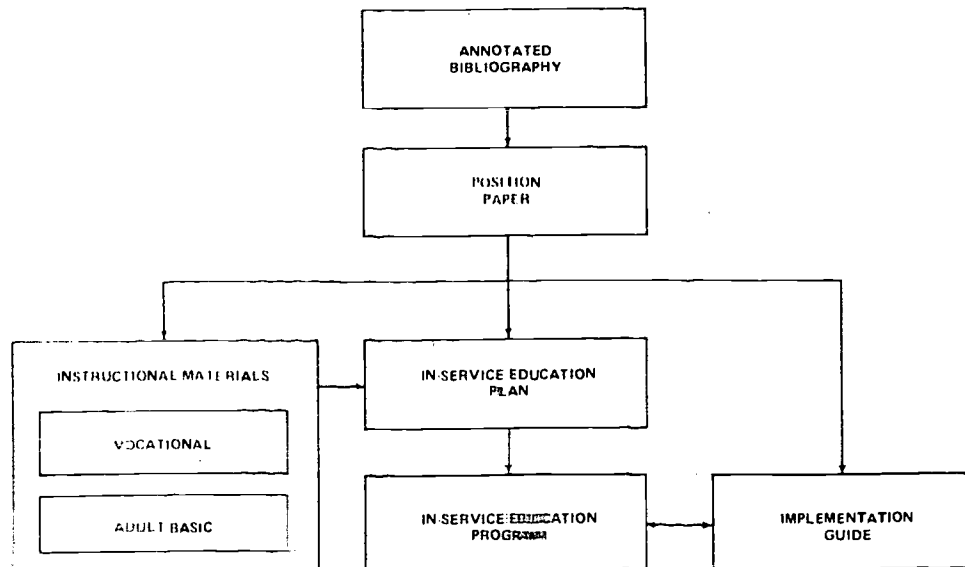 ANNOTATED
BIBLIOGRAPHY
POSITION
PAPER
INSTRUCTIONAL MATERIALS
VOCATIONAL
ADULT BASIC
IN-SERVICE EDUCATION
PLAN
IN-SERVICE EDUCATION
PROGRAM
IMPLEMENTATION
GUIDE